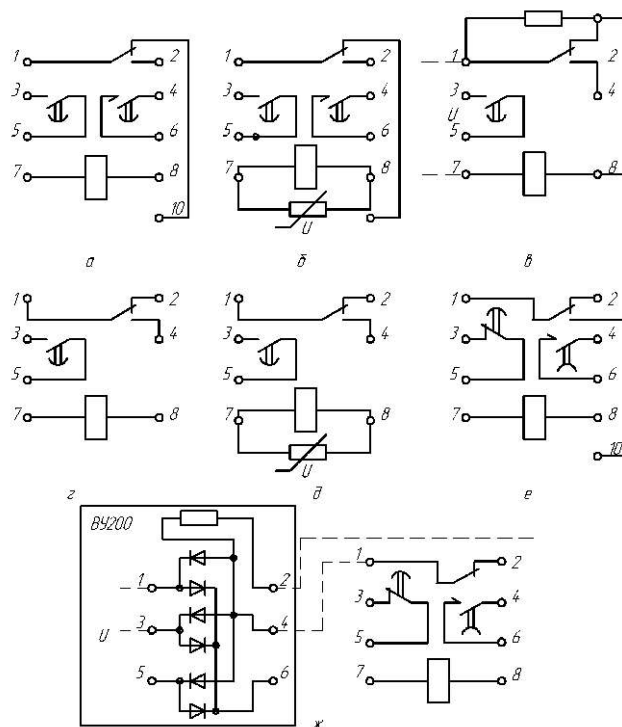 1 2 1 2 1 2
3 4 3 4 3 4
U
5 6 5 6 5
7 8 7 8 7 8
10 U
а б в
1 2 1 2 1 2
3 4 3 4 3 4
5 5 5 6
7 8 7 8 7 8
U 10
г д е
ВУ200
1 2 1 2
3 4 3 4
U
5 6 5 6
7 8
ж